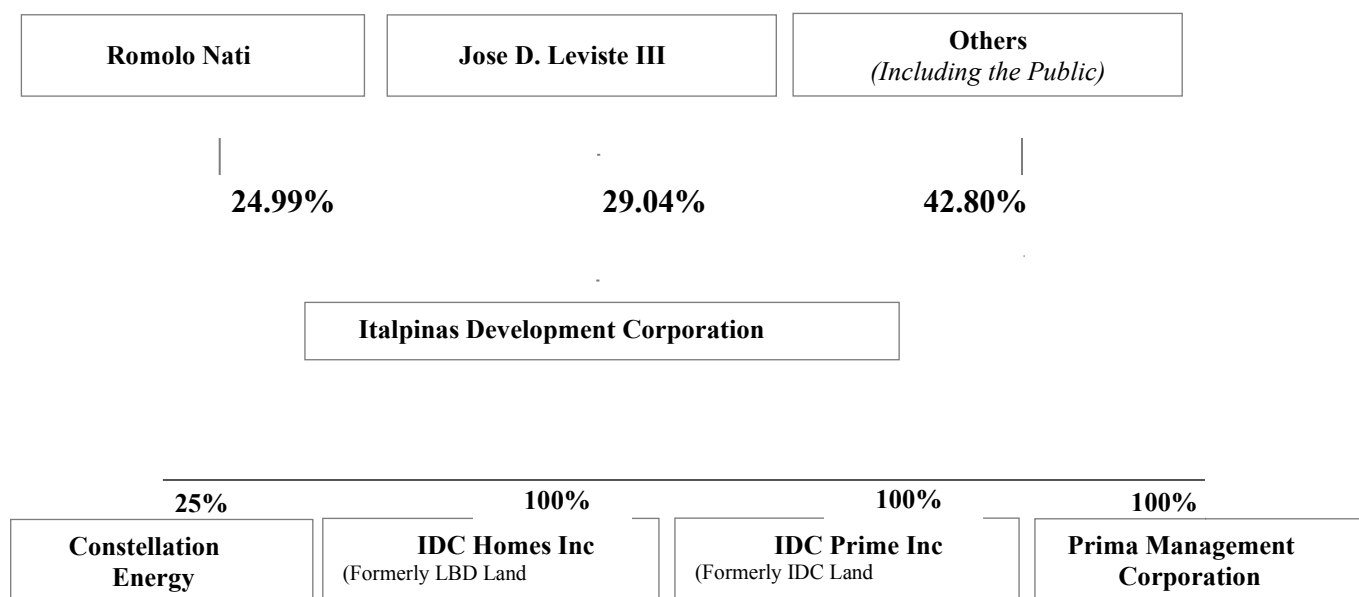 Romolo Nati
Jose D. Leviste III
Others
(Including the Public)
24.99%
29.04%
42.80%
Italpinas Development Corporation
25%
100%
100%
100%
Constellation
Energy
IDC Homes Inc
(Formerly LBD Land
IDC Prime Inc
(Formerly IDC Land
Prima Management
Corporation